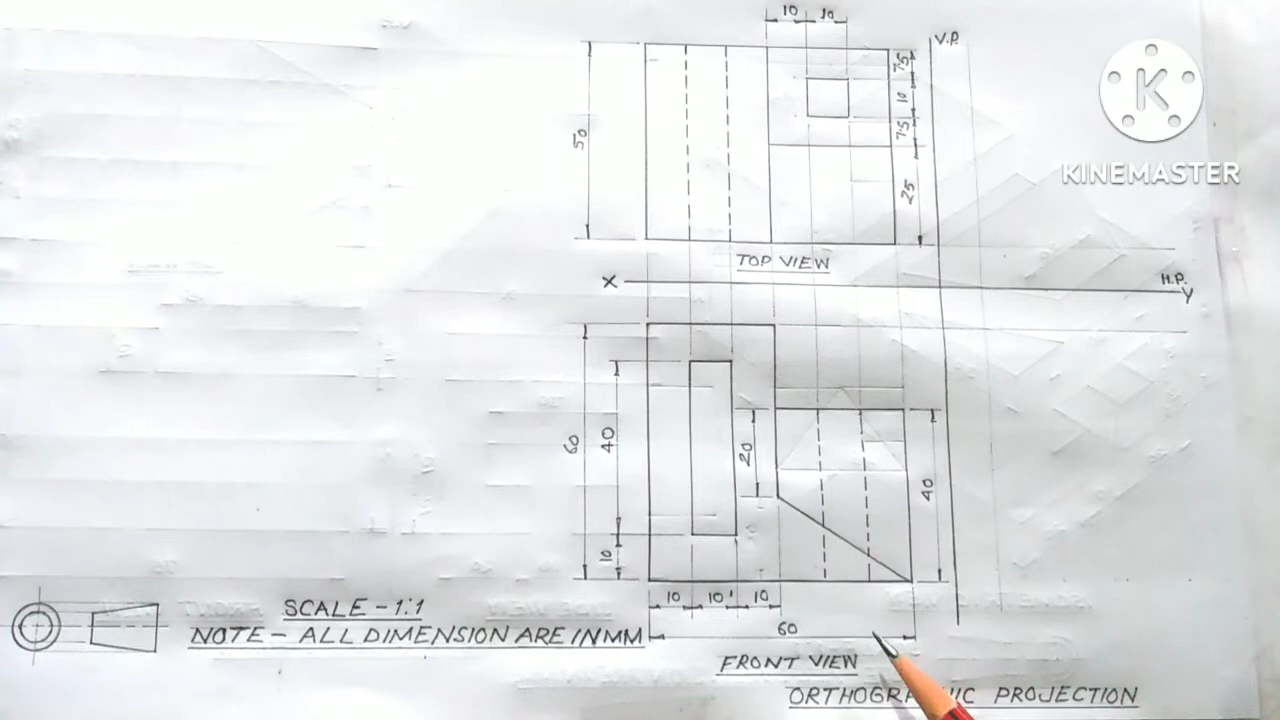 10 10
V.P.
7.5
10
7.5
25
50
K
KINEMASTER
TOP VIEW
X
H.P.
Y
60
40
10
20
40
10 10 10
60
SCALE - 1:1
NOTE - ALL DIMENSION ARE IN MM
FRONT VIEW
ORTHOGRAPHIC PROJECTION